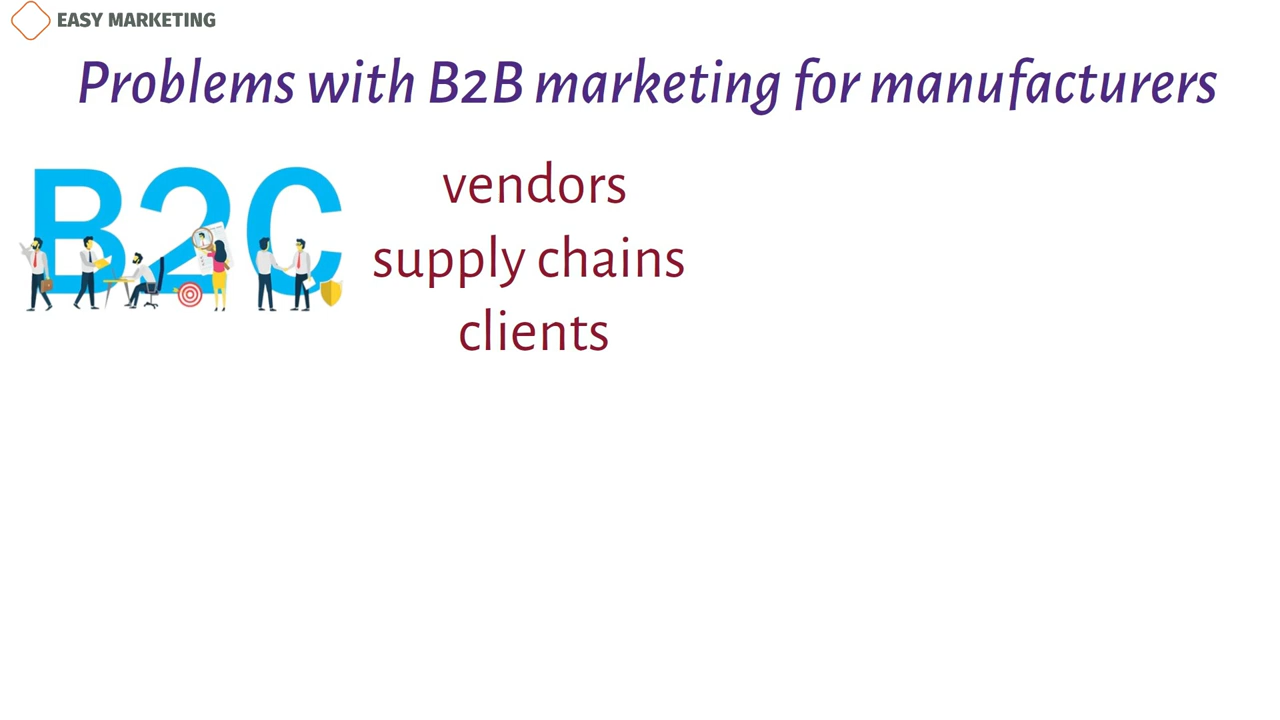 EASY MARKETING
Problems with B2B marketing for manufacturers
B2C
vendors
supply chains
clients